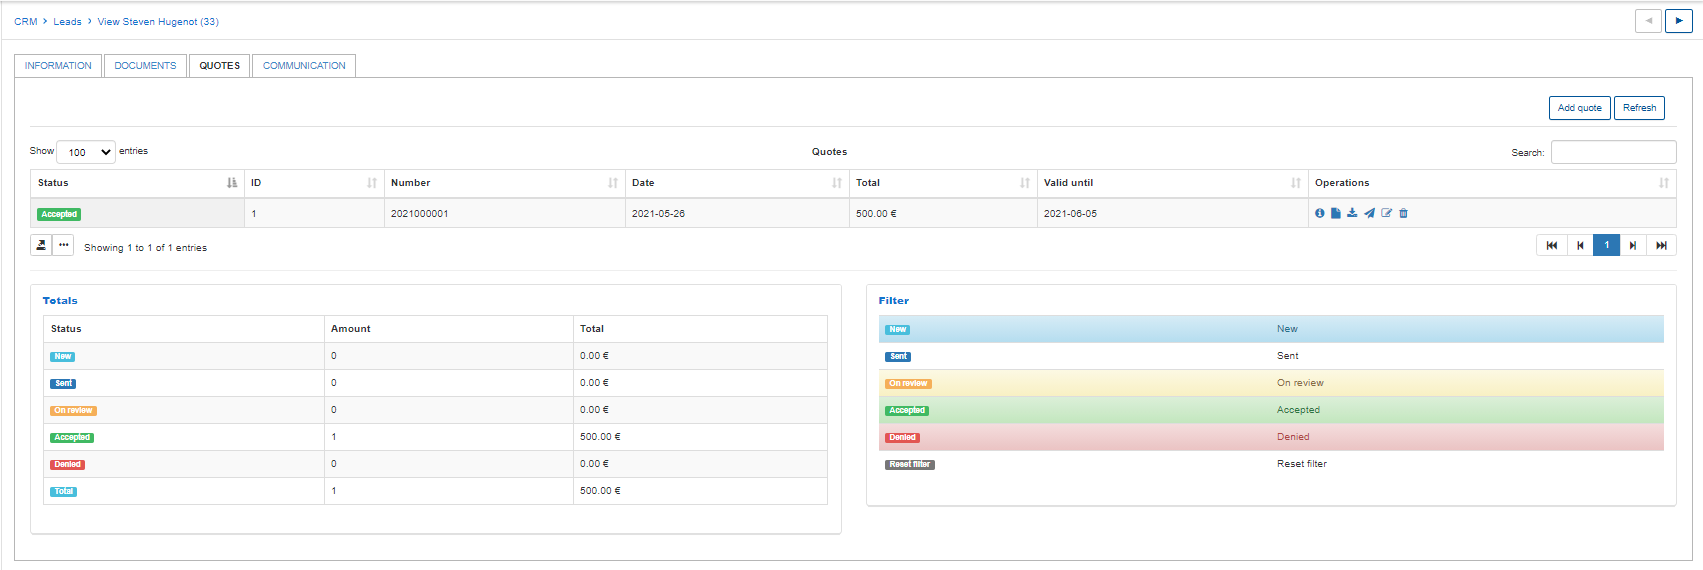 CRM > Leads > View Steven Hugenot (33)
INFORMATION DOCUMENTS QUOTES COMMUNICATION
Add quote Refresh
Show 100 entries Quotes Search:
Status ID Number Date Total Valid until Operations
Accepted 1 2021000001 2021-05-26 500.00 € 2021-06-05
Showing 1 to 1 of 1 entries 1
Totals
Status Amount Total
New 0 0.00 €
Sent 0 0.00 €
On review 0 0.00 €
Accepted 1 500.00 €
Denied 0 0.00 €
Total 1 500.00 €
Filter
New New
Sent Sent
On review On review
Accepted Accepted
Denied Denied
Reset filter Reset filter